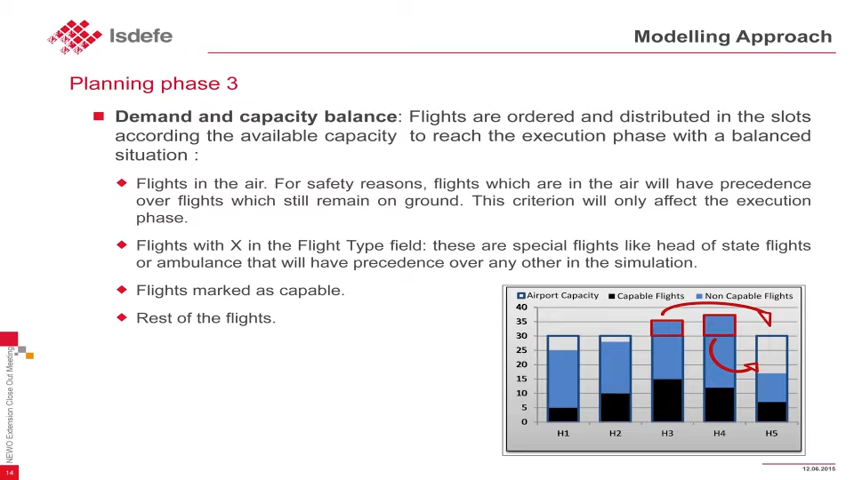 Isdefe
Modelling Approach
Planning phase 3
Demand and capacity balance: Flights are ordered and distributed in the slots
according the available capacity to reach the execution phase with a balanced
situation :
Flights in the air. For safety reasons, flights which are in the air will have precedence
over flights which still remain on ground. This criterion will only affect the execution
phase.
Flights with X in the Flight Type field: these are special flights like head of state flights
or ambulance that will have precedence over any other in the simulation.
Flights marked as capable.
Rest of the flights.
Airport Capacity Capable Flights Non Capable Flights
40
35
30
25
20
15
10
5
0
H1 H2 H3 H4 H5
NEWO Extension Close Out Meeting
14
12.06.2015